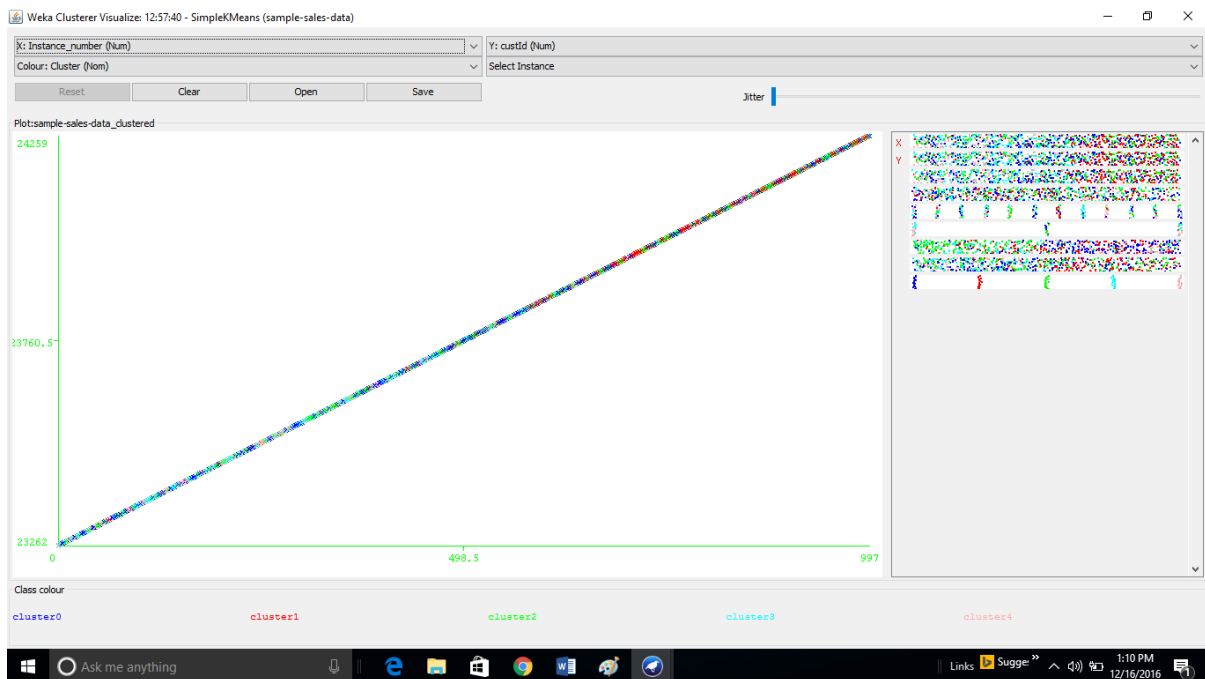 Weka Clusterer Visualize: 12:57:40 - SimpleKMeans (sample-sales-data)
X: Instance_number (Num)
Y: custId (Num)
Colour: Cluster (Nom)
Select Instance
Reset
Clear
Open
Save
Jitter
Plot:sample-sales-data_clustered
24259
23760.5
23262
0
498.5
997
X
Y
Class colour
cluster0 cluster1 cluster2 cluster3 cluster4
Ask me anything
Links
Sugge: »
1:10 PM
12/16/2016
1